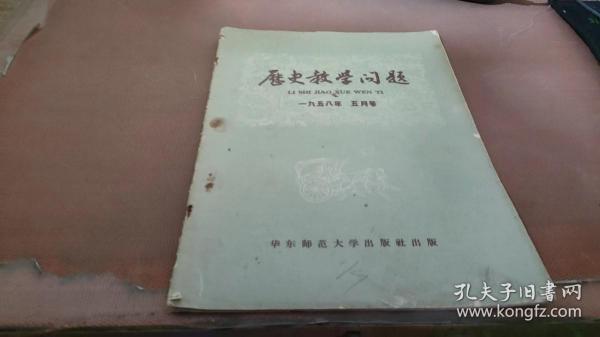 歷史教学问题
LI SHI JIAO XUE WEN TI
一九五八年 五月号
华东师范大学出版社出版
孔夫子旧书网
www.kongfz.com